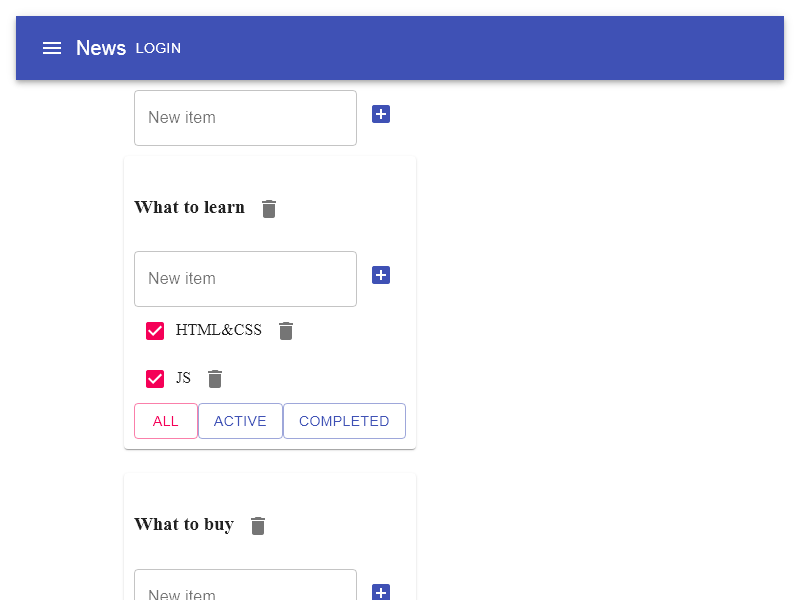 News LOGIN
New item
What to learn
New item
HTML&CSS
JS
ALL ACTIVE COMPLETED
What to buy
New item